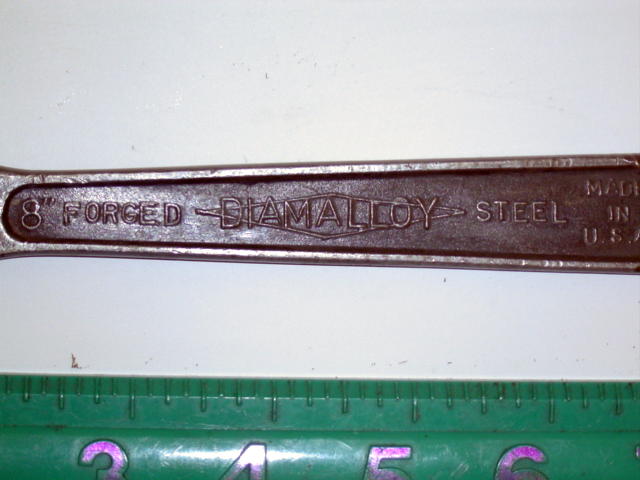 8" FORGED DIAMALLOY STEEL
MADE
IN
U.S.A
3 4 5 6